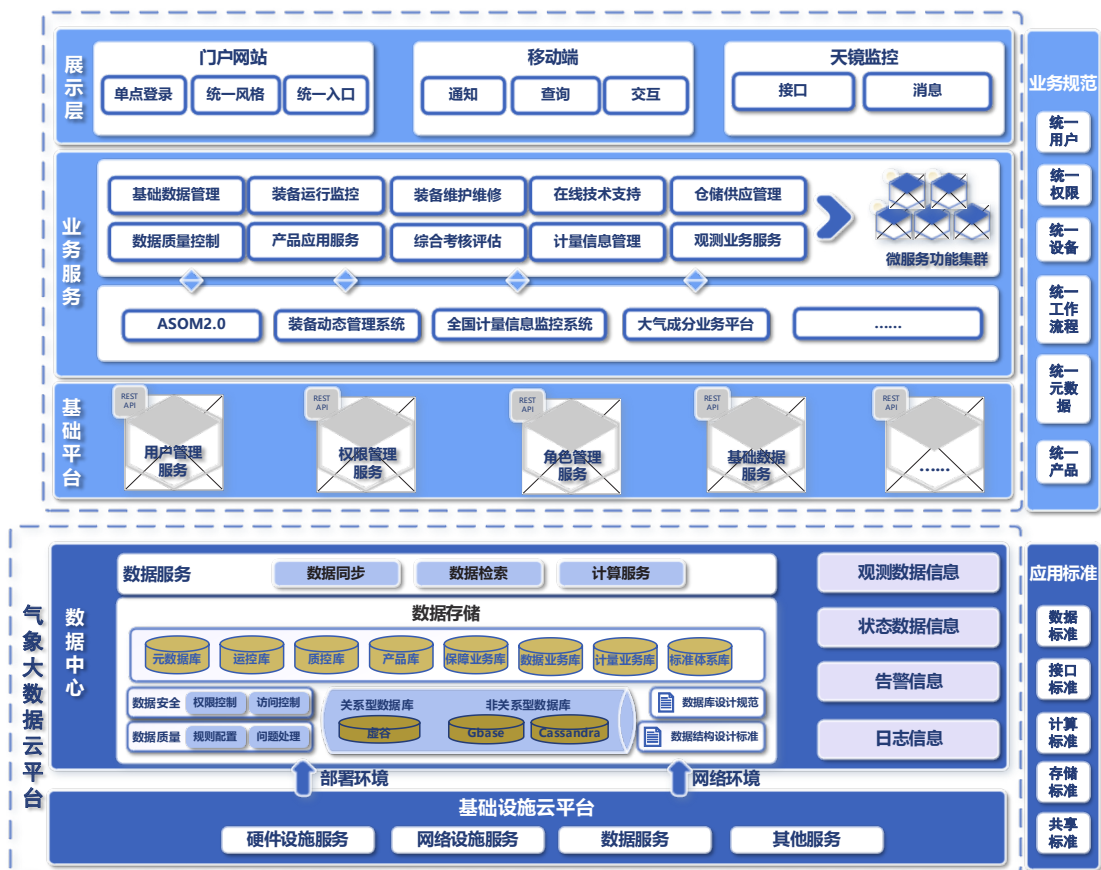 展示层
门户网站
单点登录
统一风格
统一入口
移动端
通知
查询
交互
天镜监控
接口
消息
业务服务
基础数据管理
装备运行监控
装备维护维修
在线技术支持
仓储供应管理
数据质量控制
产品应用服务
综合考核评估
计量信息管理
观测业务服务
微服务功能集群
ASOM2.0
装备动态管理系统
全国计量信息监控系统
大气成分业务平台
......
基础平台
REST
API
用户管理
服务
REST
API
权限管理
服务
REST
API
角色管理
服务
REST
API
基础数据
服务
REST
API
......
业务规范
统一
用户
统一
权限
统一
设备
统一
工作
流程
统一
元数
据
统一
产品
气象大数据云平台
数据中心
数据服务
数据同步
数据检索
计算服务
数据存储
元数据库
运控库
质控库
产品库
保障业务库
数据业务库
计量业务库
标准体系库
数据安全
权限控制
访问控制
数据质量
规则配置
问题处理
关系型数据库
虚谷
非关系型数据库
Gbase
Cassandra
数据库设计规范
数据结构设计标准
观测数据信息
状态数据信息
告警信息
日志信息
部署环境
网络环境
基础设施云平台
硬件设施服务
网络设施服务
数据服务
其他服务
应用标准
数据
标准
接口
标准
计算
标准
存储
标准
共享
标准